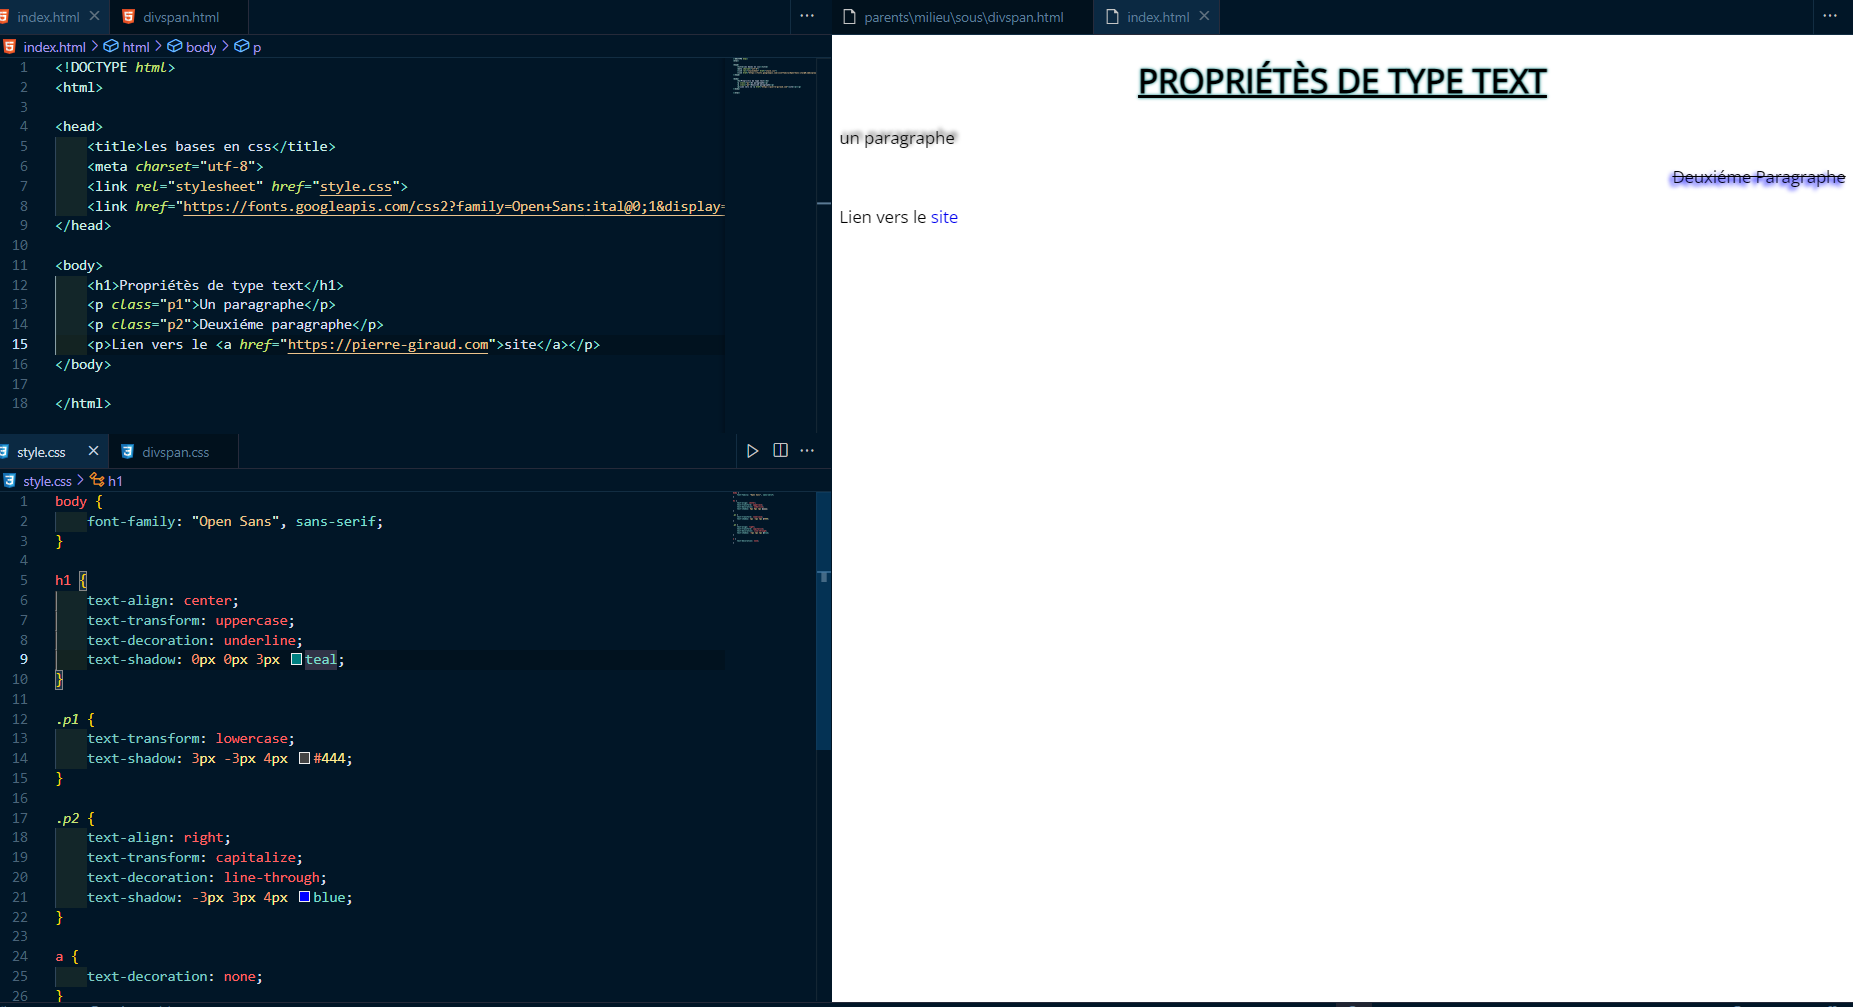 index.html divspan.html
index.html > html > body > p
1 <!DOCTYPE html>
2 <html>
3
4 <head>
5 <title>Les bases en css</title>
6 <meta charset="utf-8">
7 <link rel="stylesheet" href="style.css">
8 <link href="https://fonts.googleapis.com/css2?family=Open+Sans:ital@0;1&display=
9 </head>
10
11 <body>
12 <h1>Propriétès de type text</h1>
13 <p class="p1">Un paragraphe</p>
14 <p class="p2">Deuxiéme paragraphe</p>
15 <p>Lien vers le <a href="https://pierre-giraud.com">site</a></p>
16 </body>
17
18 </html>
style.css divspan.css
style.css > h1
1 body {
2 font-family: "Open Sans", sans-serif;
3 }
4
5 h1 {
6 text-align: center;
7 text-transform: uppercase;
8 text-decoration: underline;
9 text-shadow: 0px 0px 3px teal;
10 }
11
12 .p1 {
13 text-transform: lowercase;
14 text-shadow: 3px -3px 4px #444;
15 }
16
17 .p2 {
18 text-align: right;
19 text-transform: capitalize;
20 text-decoration: line-through;
21 text-shadow: -3px 3px 4px blue;
22 }
23
24 a {
25 text-decoration: none;
26 }
parents\milieu\sous\divspan.html index.html
PROPRIÉTÈS DE TYPE TEXT
un paragraphe
Deuxiéme Paragraphe
Lien vers le site